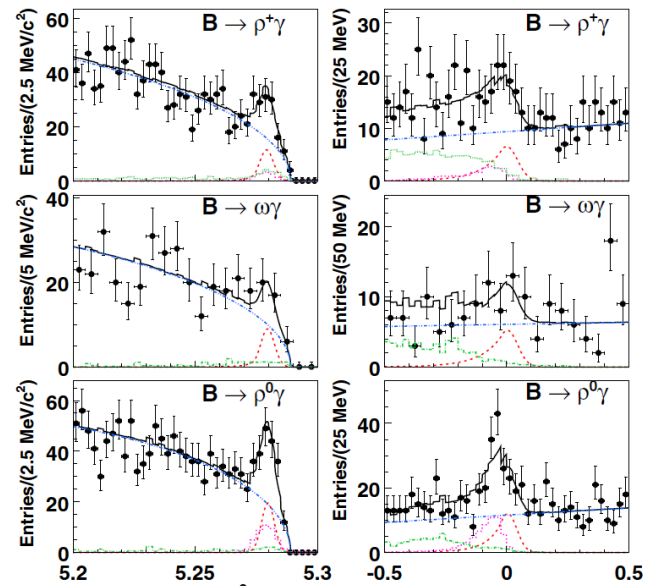 Entries/(2.5 MeV/c²)
60
40
20
0
B → ρ⁺γ
Entries/(25 MeV)
30
20
10
0
B → ρ⁺γ
Entries/(5 MeV/c²)
40
20
0
B → ωγ
Entries/(50 MeV)
20
10
0
B → ωγ
Entries/(2.5 MeV/c²)
60
40
20
0
B → ρ⁰γ
Entries/(25 MeV)
40
20
0
B → ρ⁰γ
5.2 5.25 5.3
-0.5 0 0.5